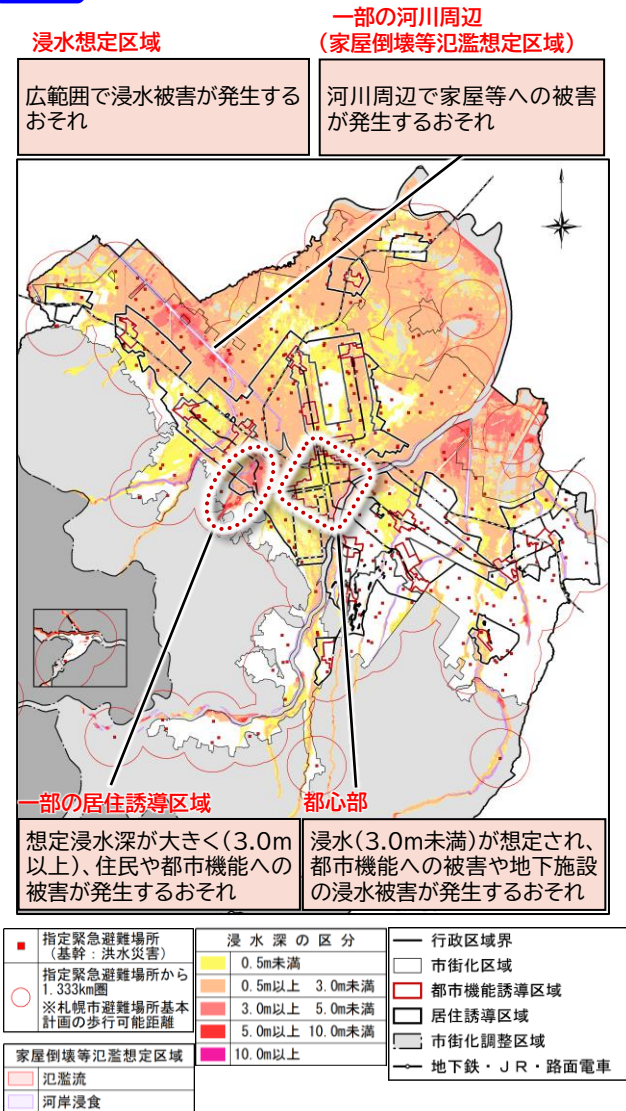 浸水想定区域
広範囲で浸水被害が発生する
おそれ
一部の河川周辺
（家屋倒壊等氾濫想定区域）
河川周辺で家屋等への被害
が発生するおそれ
一部の居住誘導区域
想定浸水深が大きく（3.0m
以上）、住民や都市機能への
被害が発生するおそれ
都心部
浸水（3.0m未満）が想定され、
都市機能への被害や地下施設
の浸水被害が発生するおそれ
指定緊急避難場所
（基幹：洪水災害）
指定緊急避難場所から
1.333km圏
※札幌市避難場所基本
計画の歩行可能距離
家屋倒壊等氾濫想定区域
氾濫流
河岸浸食
浸水深の区分
0.5m未満
0.5m以上 3.0m未満
3.0m以上 5.0m未満
5.0m以上 10.0m未満
10.0m以上
行政区域界
市街化区域
都市機能誘導区域
居住誘導区域
市街化調整区域
地下鉄・ＪＲ・路面電車